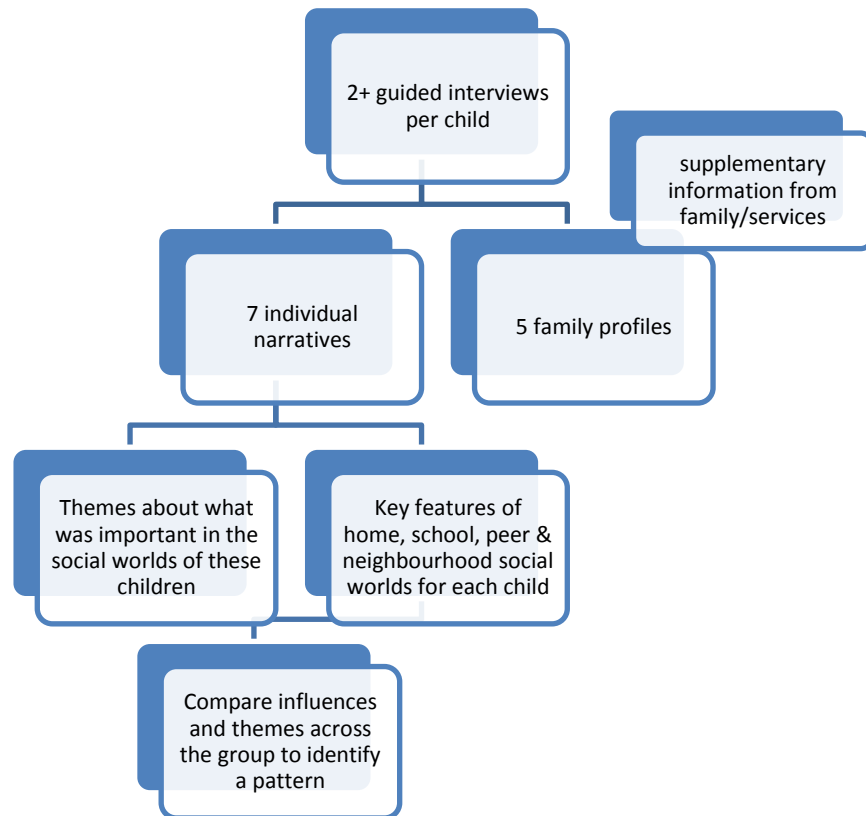 2+ guided interviews
per child
supplementary
information from
family/services
7 individual
narratives
5 family profiles
Themes about what
was important in the
social worlds of these
children
Key features of
home, school, peer &
neighbourhood social
worlds for each child
Compare influences
and themes across
the group to identify
a pattern